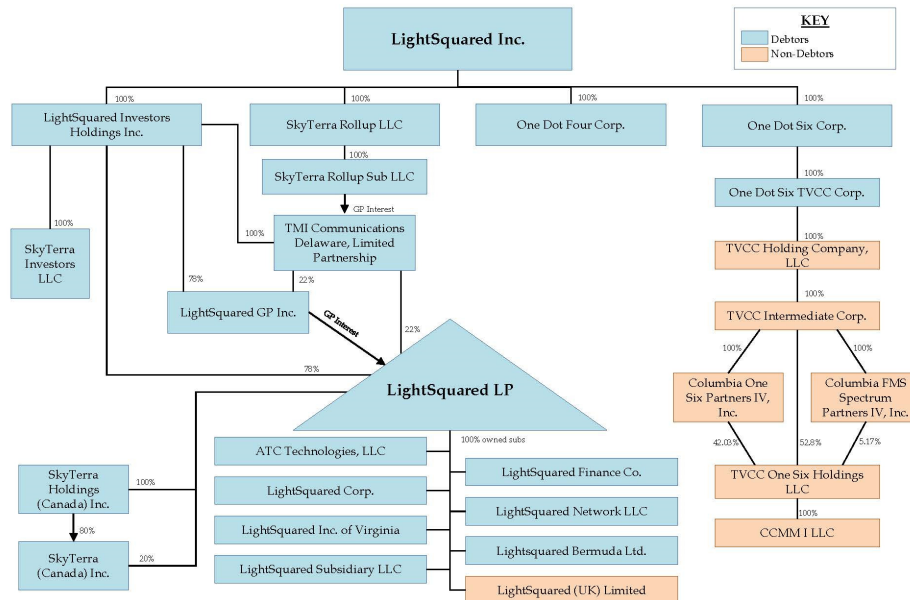 LightSquared Inc.
KEY
Debtors
Non-Debtors
100%
100%
100%
100%
LightSquared Investors
Holdings Inc.
SkyTerra Rollup LLC
One Dot Four Corp.
One Dot Six Corp.
100%
100%
SkyTerra Rollup Sub LLC
One Dot Six TVCC Corp.
GP Interest
100%
100%
TMI Communications
Delaware, Limited
Partnership
100%
SkyTerra
Investors
LLC
TVCC Holding Company,
LLC
78%
22%
100%
LightSquared GP Inc.
TVCC Intermediate Corp.
GP Interest
22%
100%
100%
78%
LightSquared LP
Columbia One
Six Partners IV,
Inc.
Columbia FMS
Spectrum
Partners IV, Inc.
100% owned subs
42.03%
52.8%
5.17%
ATC Technologies, LLC
LightSquared Finance Co.
TVCC One Six Holdings
LLC
SkyTerra
Holdings
(Canada) Inc.
100%
LightSquared Corp.
LightSquared Network LLC
100%
80%
LightSquared Inc. of Virginia
CCMM I LLC
SkyTerra
(Canada) Inc.
20%
Lightsquared Bermuda Ltd.
LightSquared Subsidiary LLC
LightSquared (UK) Limited